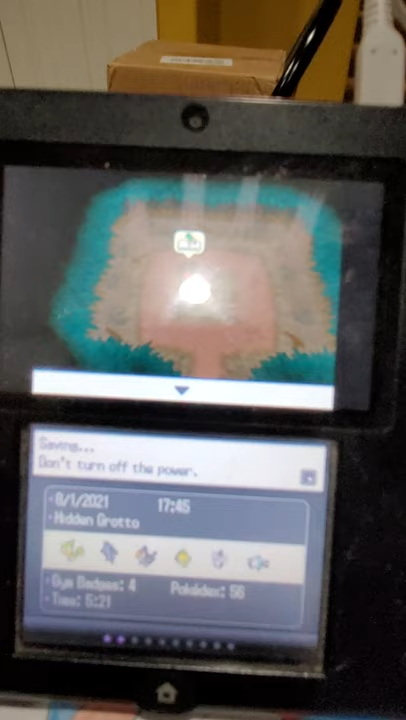 Saving...
Don't turn off the power.
8/1/2021 17:45
Hidden Grotto
Gym Badges: 4 Pokédex: 56
Time: 5:21